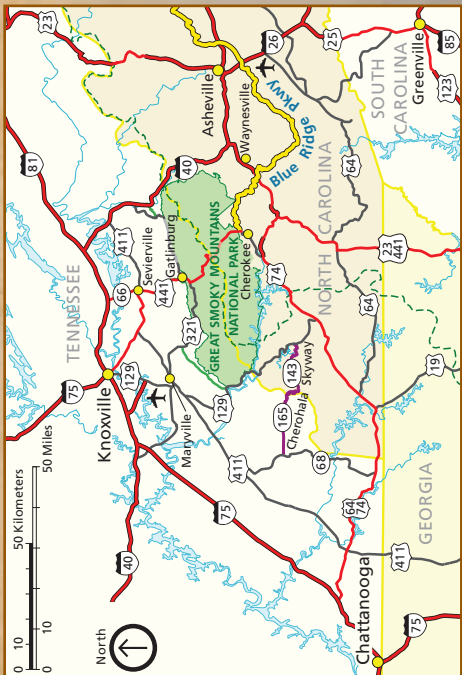 0
10
50 Kilometers
0
10
50 Miles
North
75
81
23
TENNESSEE
Knoxville
40
129
66
411
Sevierville
441
Gatlinburg
40
Maryville
321
129
Asheville
26
411
75
GREAT SMOKY MOUNTAINS
NATIONAL PARK
Cherokee
Waynesville
Blue Ridge Pkwy
74
165
143
Cherohala Skyway
68
NORTH CAROLINA
25
64
64
64
74
Chattanooga
411
75
23
441
SOUTH
CAROLINA
Greenville
85
123
19
GEORGIA